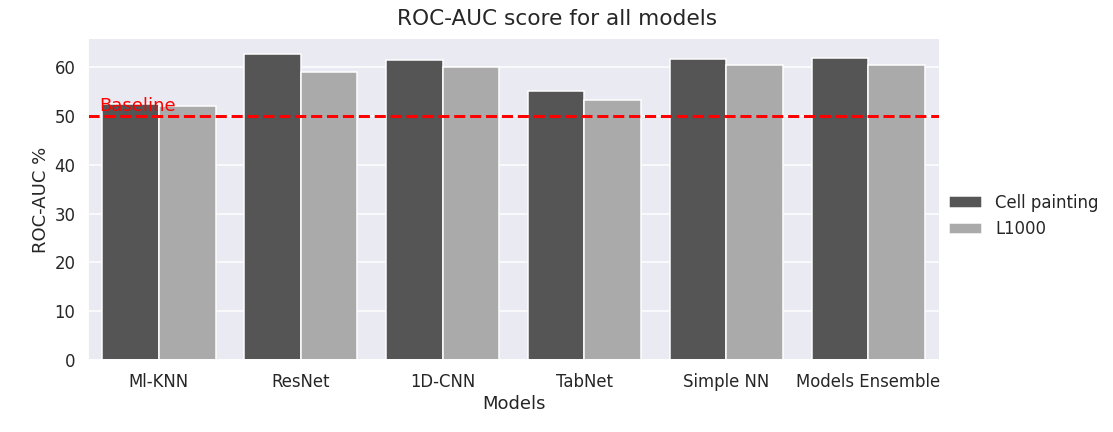 ROC-AUC score for all models
ROC-AUC %
60
50
40
30
20
10
0
Baseline
Ml-KNN
ResNet
1D-CNN
TabNet
Simple NN
Models Ensemble
Models
Cell painting
L1000